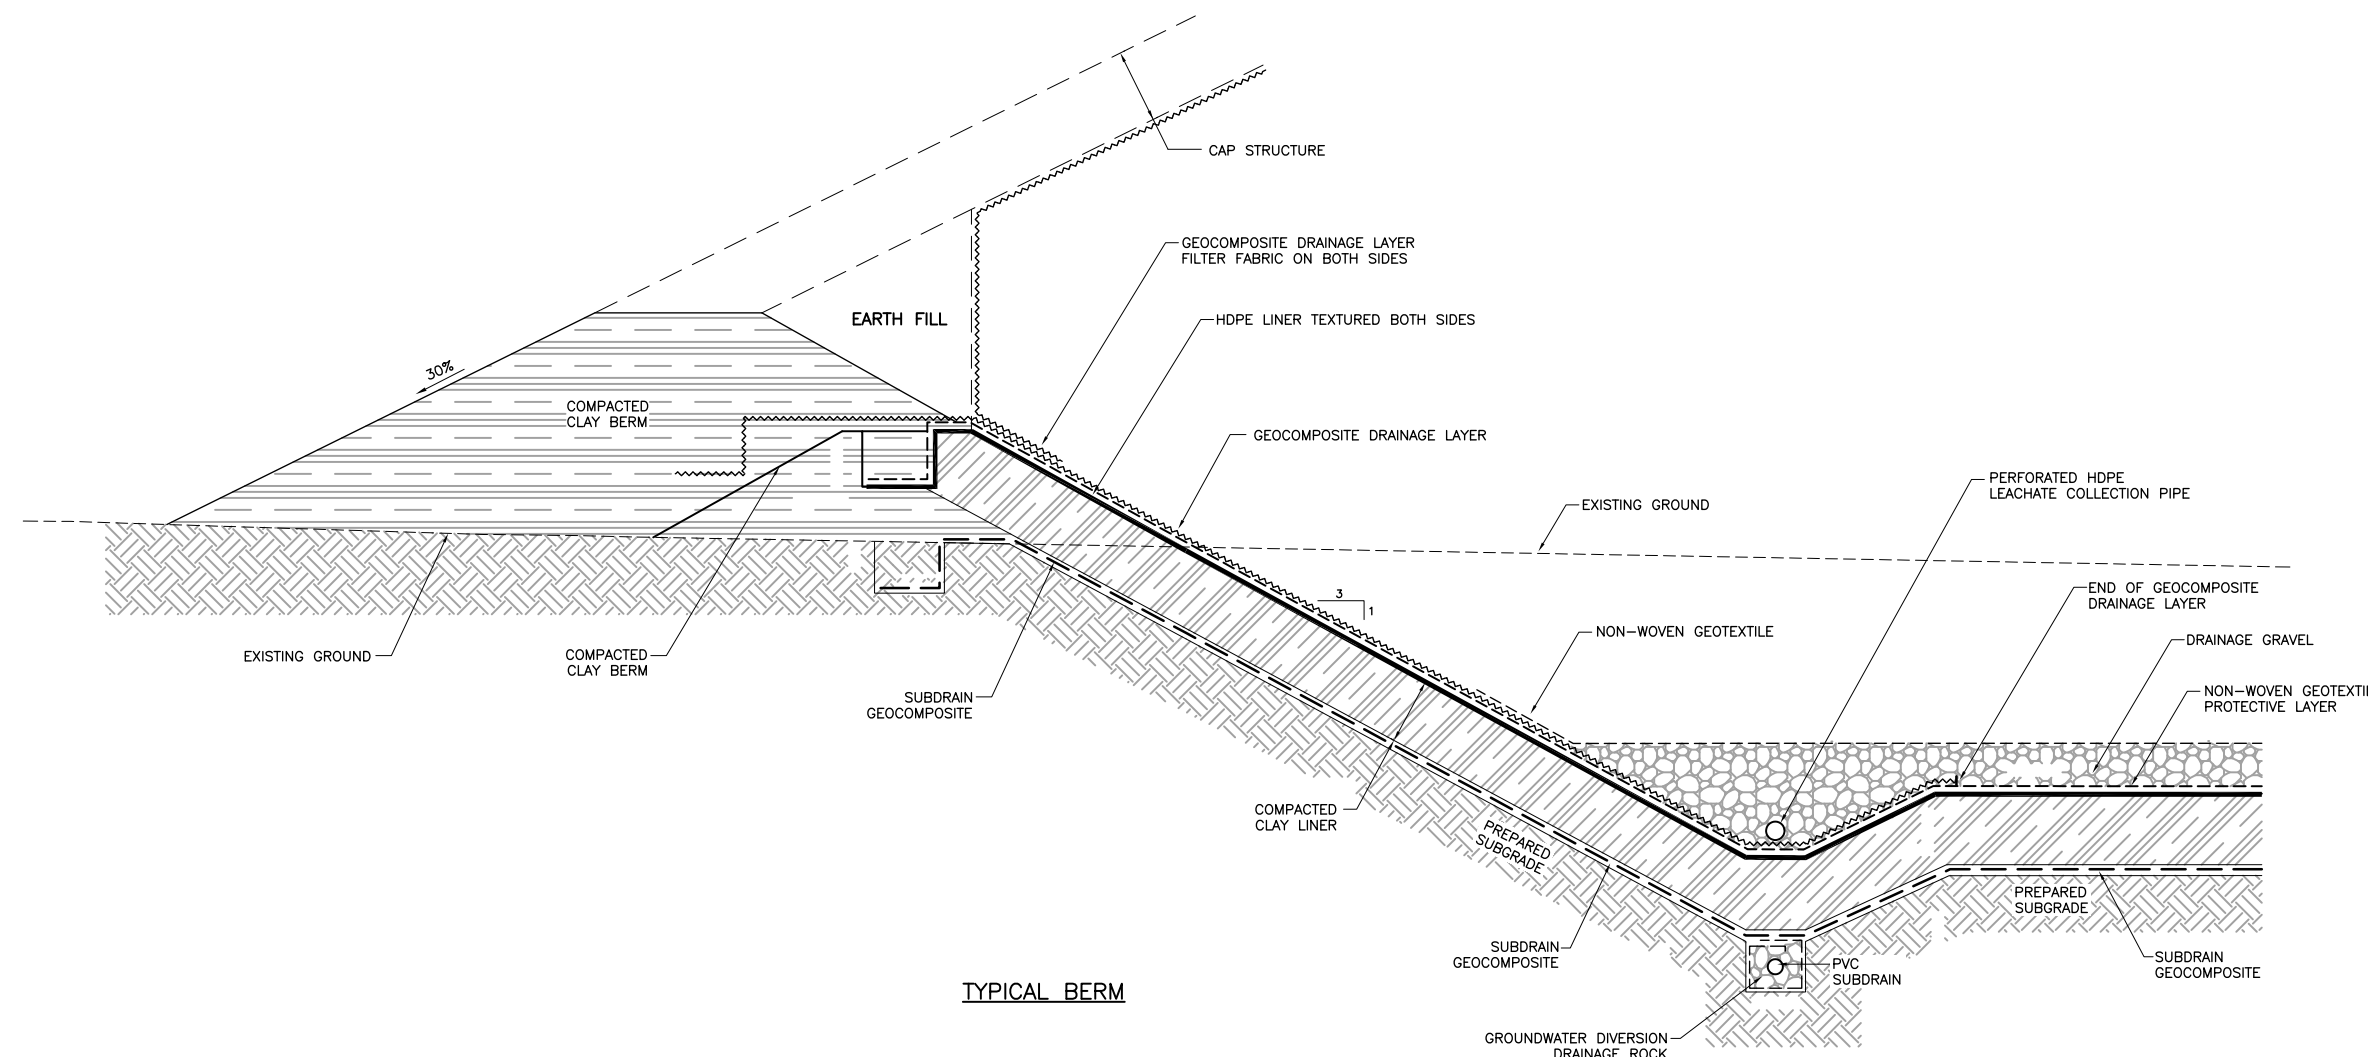 CAP STRUCTURE
GEOCOMPOSITE DRAINAGE LAYER
FILTER FABRIC ON BOTH SIDES
EARTH FILL
HDPE LINER TEXTURED BOTH SIDES
30%
COMPACTED
CLAY BERM
GEOCOMPOSITE DRAINAGE LAYER
PERFORATED HDPE
LEACHATE COLLECTION PIPE
EXISTING GROUND
3
1
END OF GEOCOMPOSITE
DRAINAGE LAYER
NON-WOVEN GEOTEXTILE
DRAINAGE GRAVEL
EXISTING GROUND
COMPACTED
CLAY BERM
SUBDRAIN
GEOCOMPOSITE
NON-WOVEN GEOTEXTI
PROTECTIVE LAYER
COMPACTED
CLAY LINER
PREPARED
SUBGRADE
PREPARED
SUBGRADE
SUBDRAIN
GEOCOMPOSITE
PVC
SUBDRAIN
SUBDRAIN
GEOCOMPOSITE
TYPICAL BERM
GROUNDWATER DIVERSION
DRAINAGE ROCK